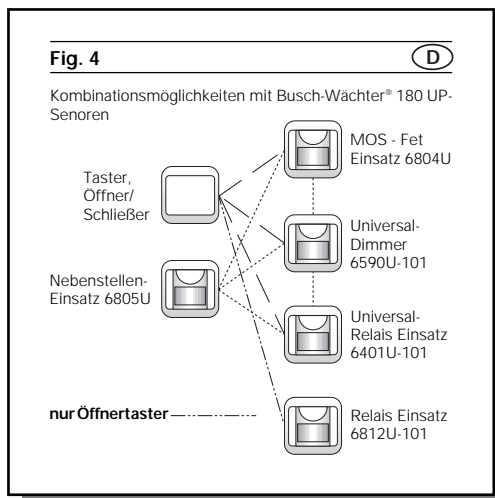 Fig. 4
D
Kombinationsmöglichkeiten mit Busch-Wächter® 180 UP-
Senoren
MOS - Fet
Einsatz 6804U
Taster,
Öffner/
Schließer
Universal-
Dimmer
6590U-101
Nebenstellen-
Einsatz 6805U
Universal-
Relais Einsatz
6401U-101
nur Öffnertaster
Relais Einsatz
6812U-101